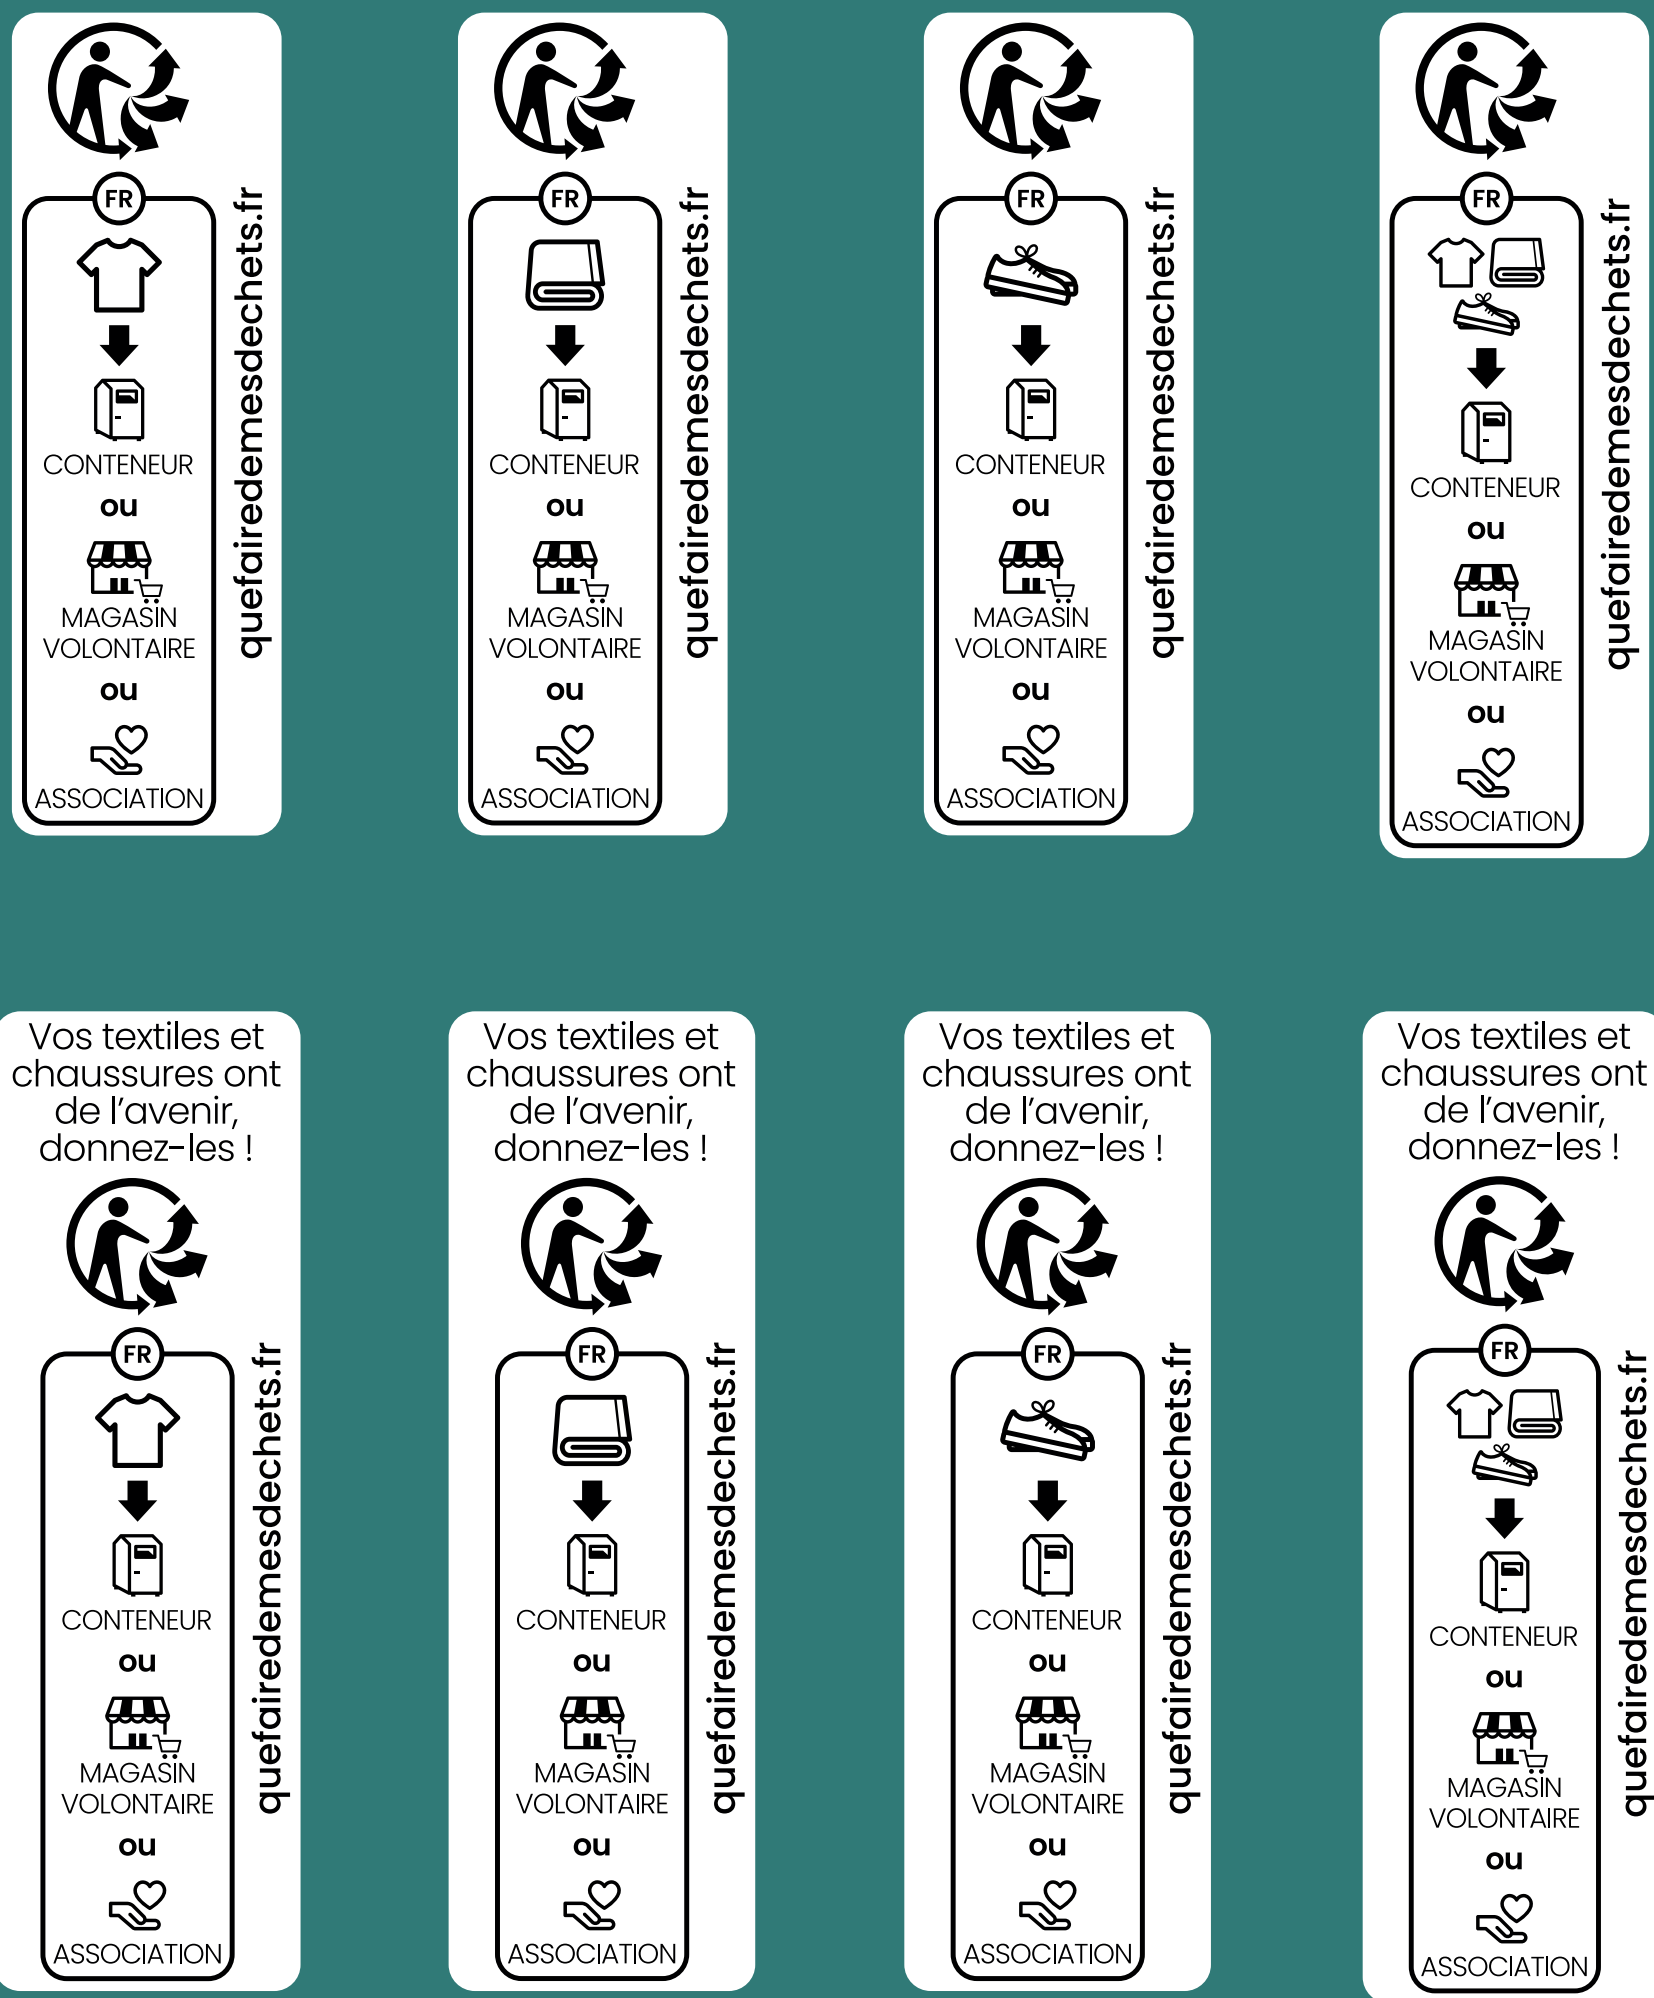 FR
CONTENEUR
ou
MAGASIN
VOLONTAIRE
ou
ASSOCIATION
quefairedemesdechets.fr
FR
CONTENEUR
ou
MAGASIN
VOLONTAIRE
ou
ASSOCIATION
quefairedemesdechets.fr
FR
CONTENEUR
ou
MAGASIN
VOLONTAIRE
ou
ASSOCIATION
quefairedemesdechets.fr
FR
CONTENEUR
ou
MAGASIN
VOLONTAIRE
ou
ASSOCIATION
quefairedemesdechets.fr
Vos textiles et
chaussures ont
de l'avenir,
donnez-les !
FR
CONTENEUR
ou
MAGASIN
VOLONTAIRE
ou
ASSOCIATION
quefairedemesdechets.fr
Vos textiles et
chaussures ont
de l'avenir,
donnez-les !
FR
CONTENEUR
ou
MAGASIN
VOLONTAIRE
ou
ASSOCIATION
quefairedemesdechets.fr
Vos textiles et
chaussures ont
de l'avenir,
donnez-les !
FR
CONTENEUR
ou
MAGASIN
VOLONTAIRE
ou
ASSOCIATION
quefairedemesdechets.fr
Vos textiles et
chaussures ont
de l'avenir,
donnez-les !
FR
CONTENEUR
ou
MAGASIN
VOLONTAIRE
ou
ASSOCIATION
quefairedemesdechets.fr